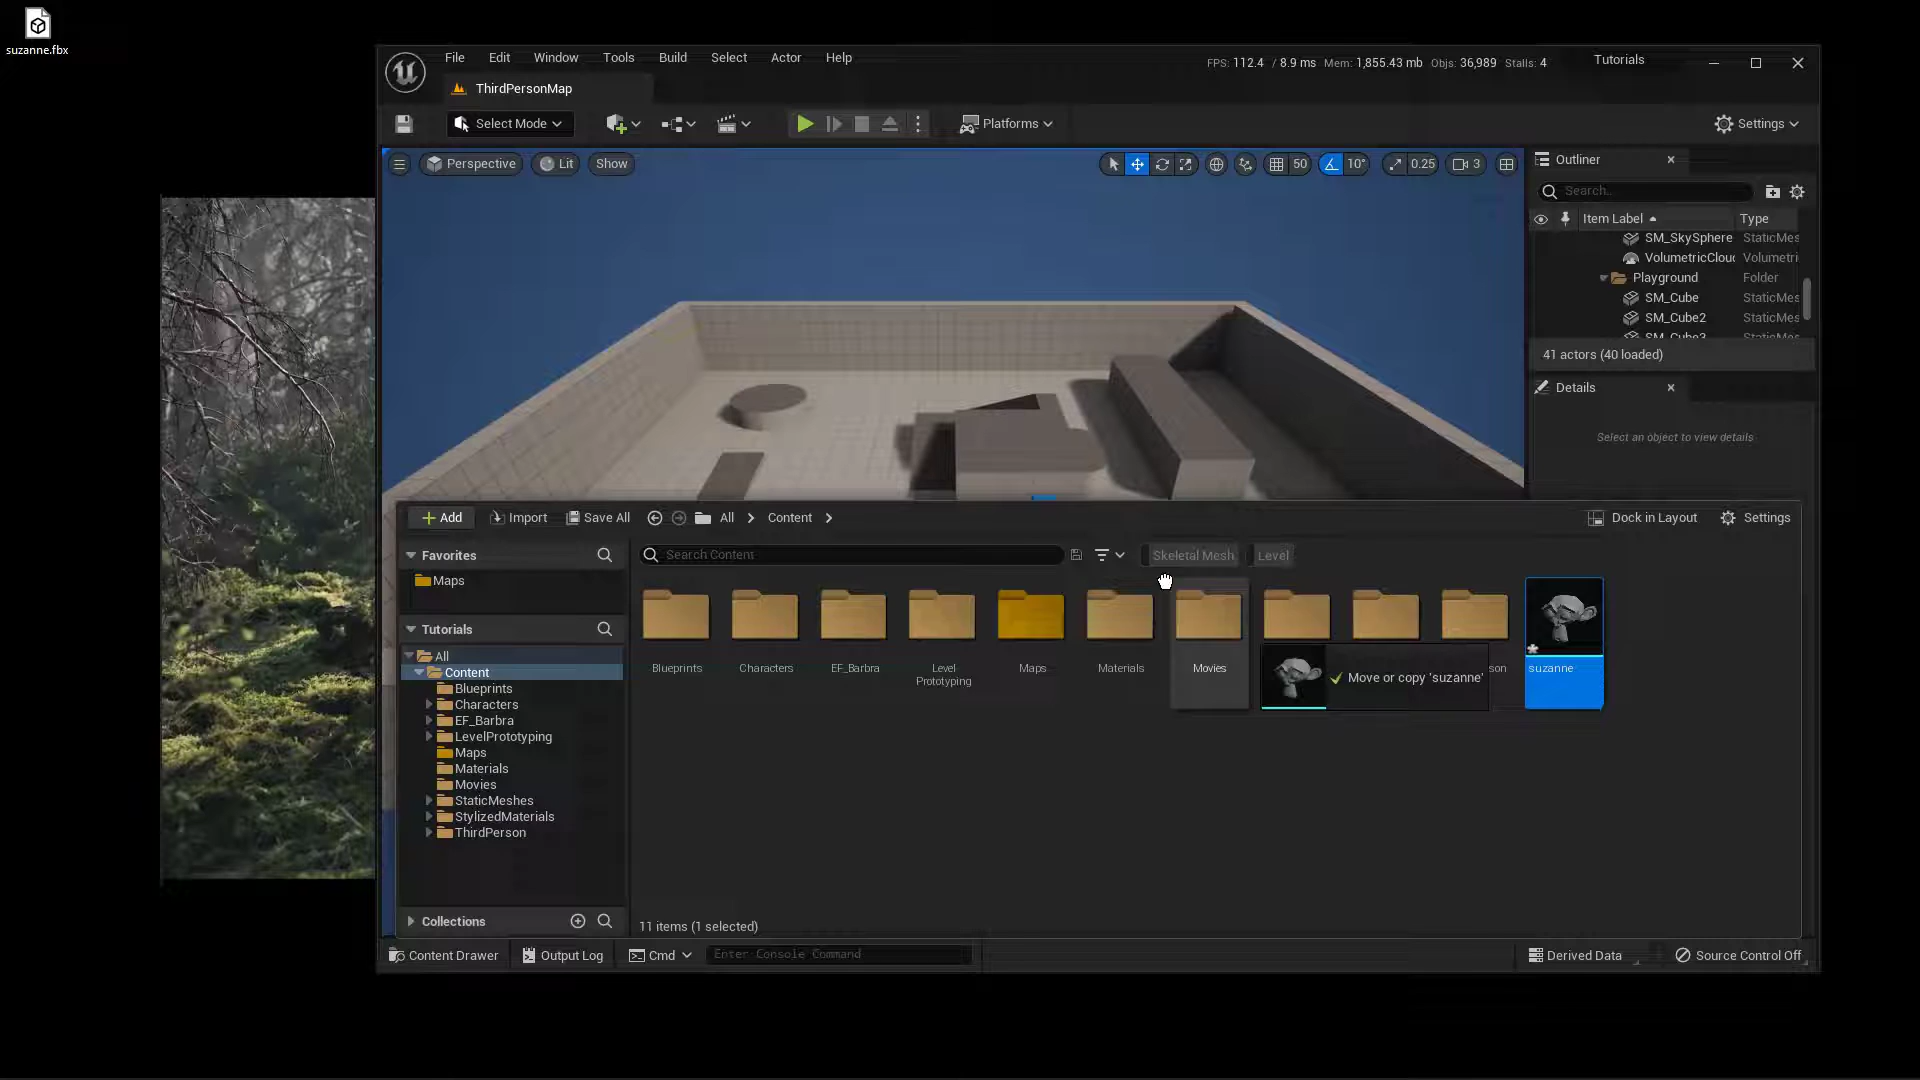 suzanne.fbx
File Edit Window Tools Build Select Actor Help
FPS: 112.4 / 8.9 ms Mem: 1,855.43 mb Objs: 36,989 Stalls: 4
Tutorials
ThirdPersonMap
Select Mode
Platforms
Settings
Perspective
Lit
Show
50
10°
0.25
3
Outliner
Search...
Item Label Type
SM_SkySphere StaticMes
VolumetricClou Volumetri
Playground Folder
SM_Cube StaticMes
SM_Cube2 StaticMes
SM_Cube3 StaticMes
41 actors (40 loaded)
Details
Select an object to view details
Add Import Save All All Content
Dock in Layout Settings
Favorites
Maps
Tutorials
All
Content
Blueprints
Characters
EF_Barbra
LevelPrototyping
Maps
Materials
Movies
StaticMeshes
StylizedMaterials
ThirdPerson
Collections
Search Content
Skeletal Mesh Level
Blueprints
Characters
EF_Barbra
Level
Prototyping
Maps
Materials
Movies
son
suzanne
Move or copy 'suzanne'
11 items (1 selected)
Content Drawer Output Log Cmd Enter Console Command
Derived Data Source Control Off